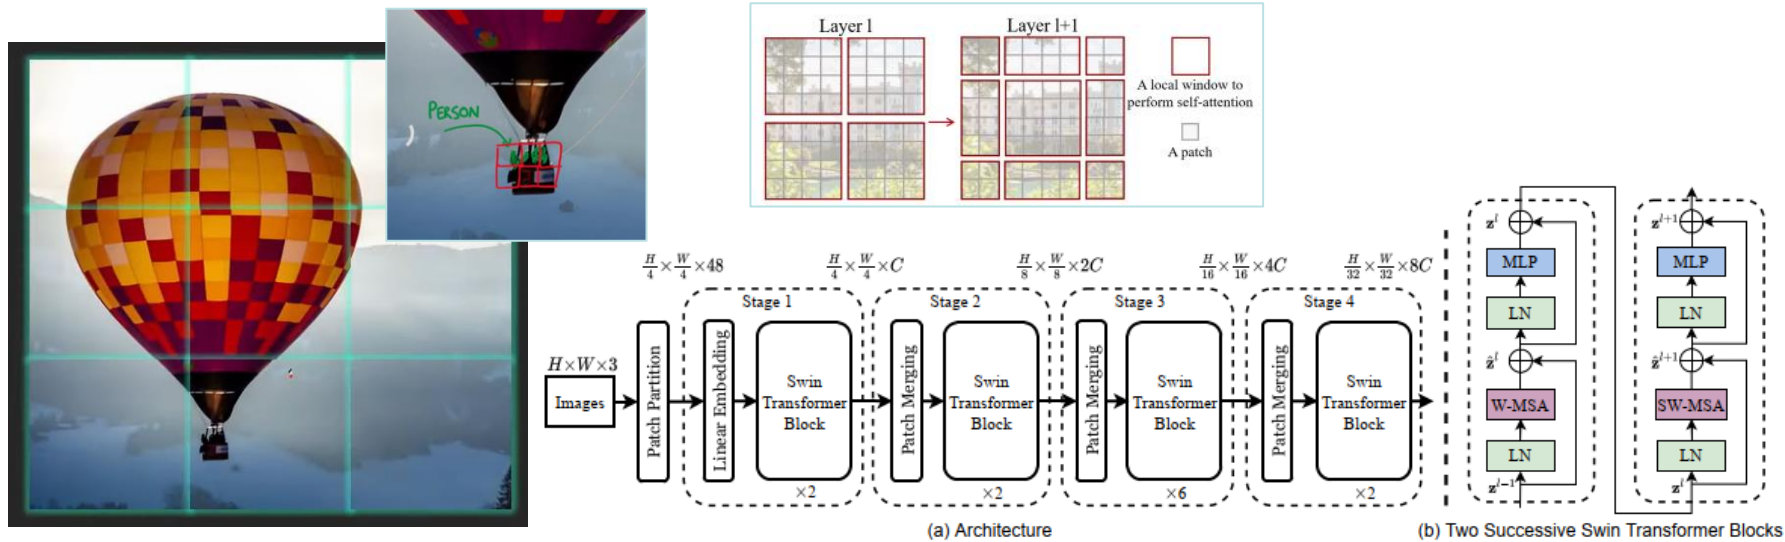 PERSON
Layer l
Layer l+1
A local window to
perform self-attention
A patch
H/4 × W/4 × 48
H/4 × W/4 × C
H/8 × W/8 × 2C
H/16 × W/16 × 4C
H/32 × W/32 × 8C
Stage 1
Stage 2
Stage 3
Stage 4
H×W×3
Images
Patch Partition
Linear Embedding
Swin
Transformer
Block
×2
Patch Merging
Swin
Transformer
Block
×2
Patch Merging
Swin
Transformer
Block
×6
Patch Merging
Swin
Transformer
Block
×2
(a) Architecture
z^l
MLP
LN
ẑ^l
W-MSA
LN
z^{l-1}
z^{l+1}
MLP
LN
ẑ^{l+1}
SW-MSA
LN
z^l
(b) Two Successive Swin Transformer Blocks